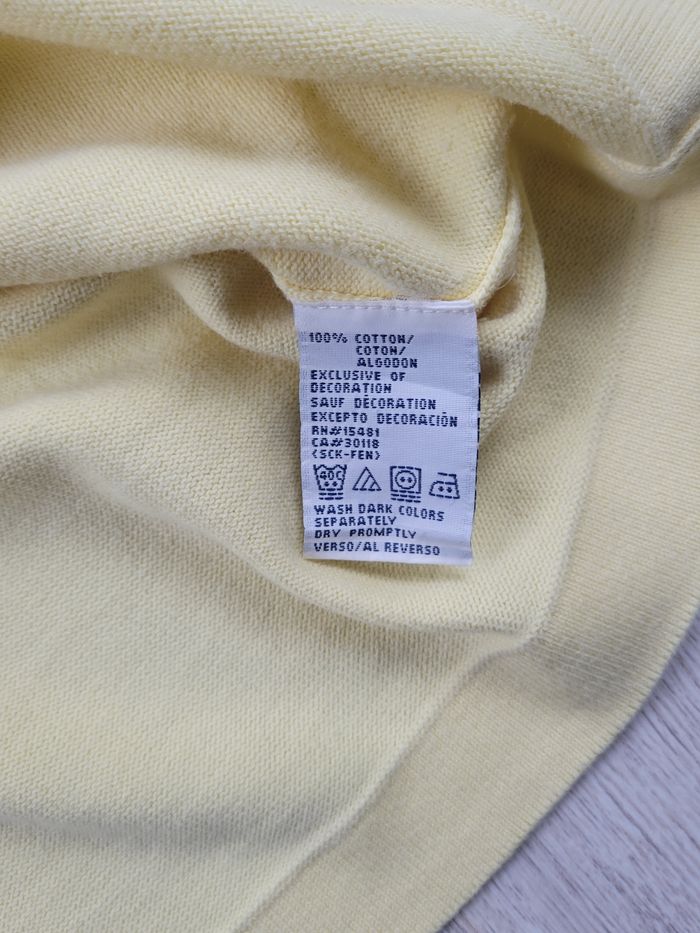 100% COTTON/
COTON/
ALGODON
EXCLUSIVE OF
DECORATION
SAUF DÉCORATION
EXCEPTO DECORACIÓN
RN#15481
CA#30118
(SCK-FEN)
40C
WASH DARK COLORS
SEPARATELY
DRY PROMPTLY
VERSO/AL REVERSO